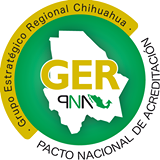 · Grupo Estratégico Regional Chihuahua ·
GER
PNA
PACTO NACIONAL DE ACREDITACIÓN